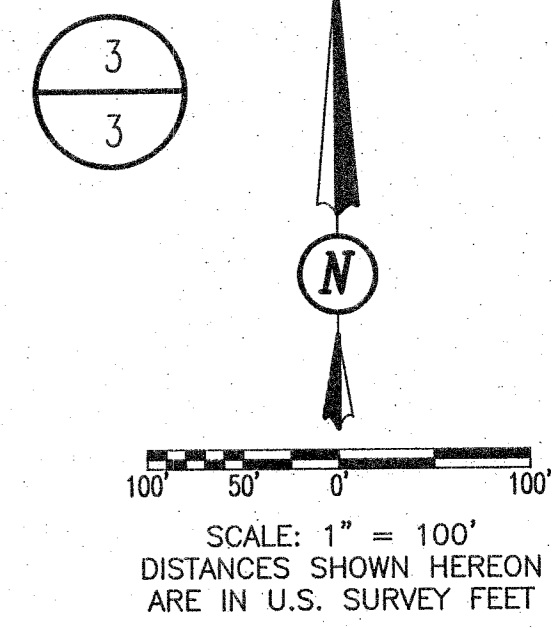 3
3
N
100' 50' 0' 100'
SCALE: 1" = 100'
DISTANCES SHOWN HEREON
ARE IN U.S. SURVEY FEET